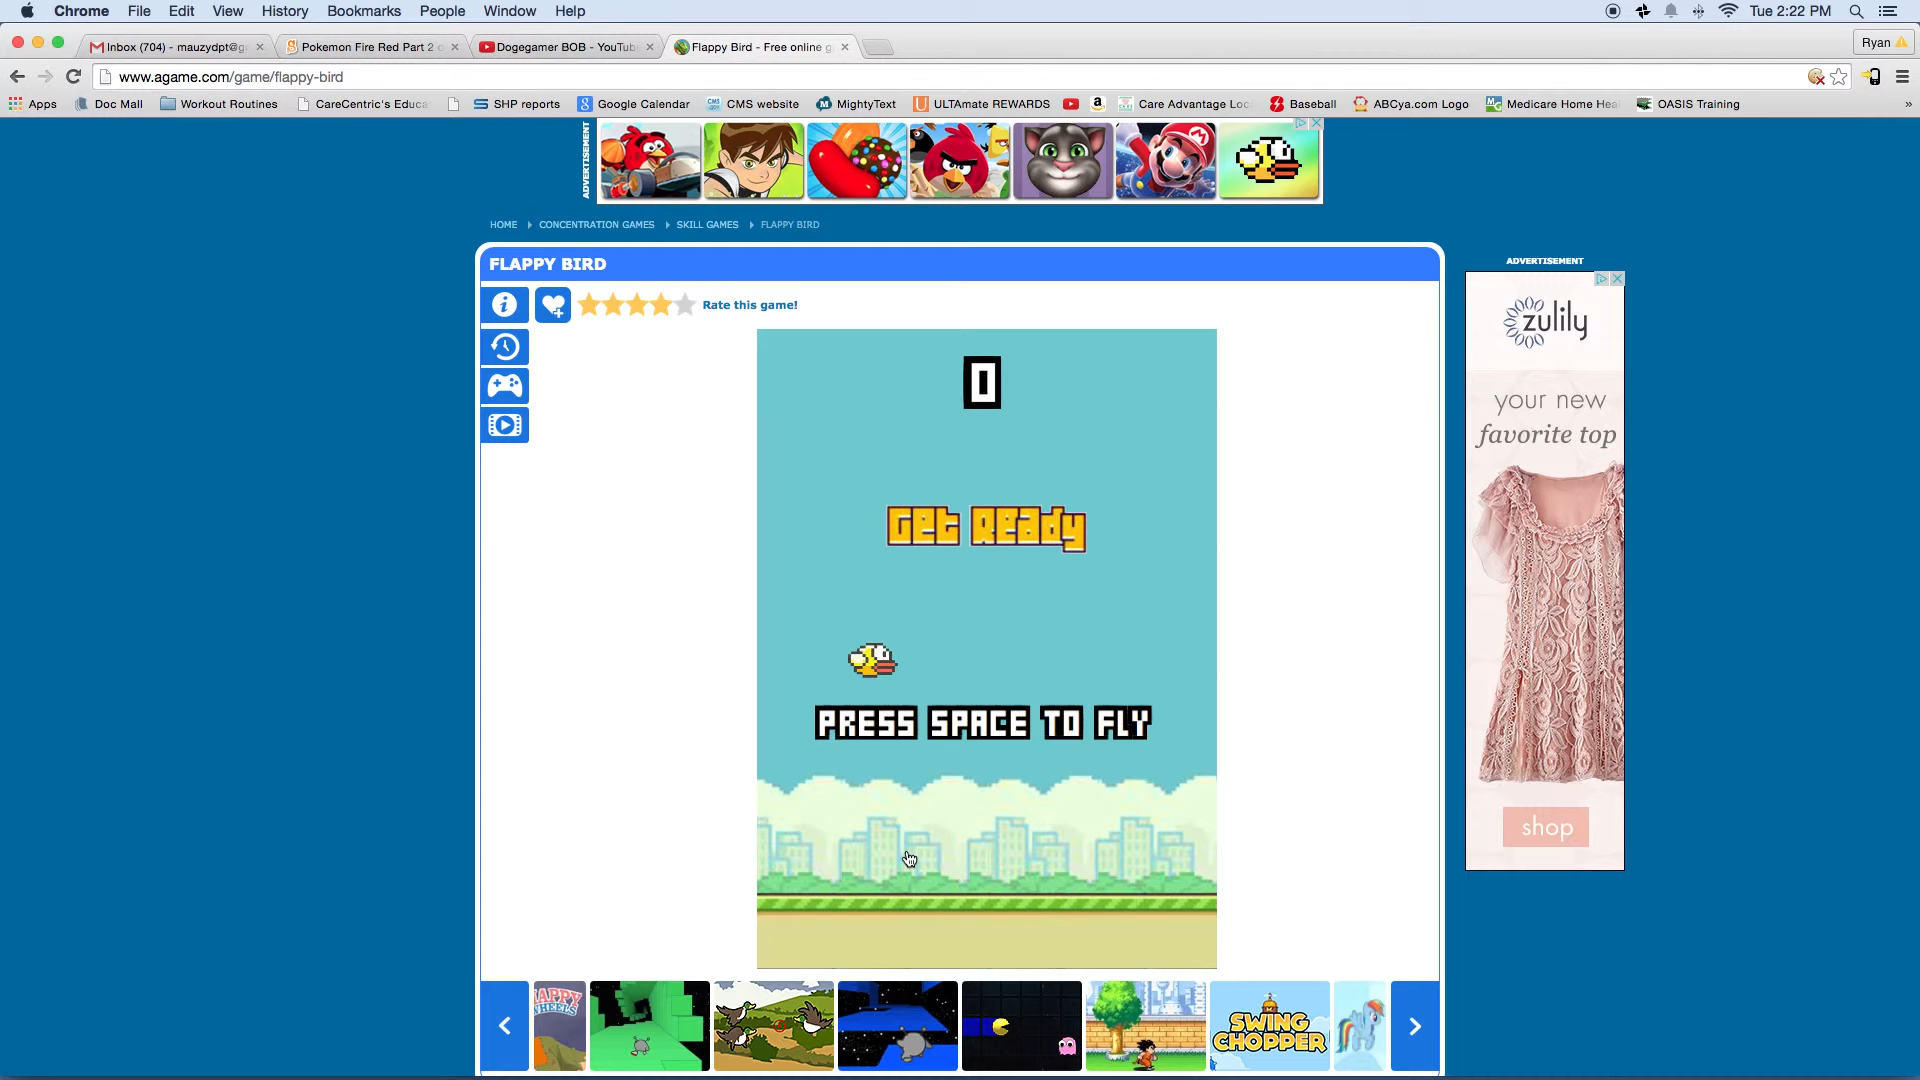 Chrome File Edit View History Bookmarks People Window Help Tue 2:22 PM
Inbox (704) - mauzydpt@g Pokemon Fire Red Part 2 Dogegamer BOB - YouTube Flappy Bird - Free online g Ryan
www.agame.com/game/flappy-bird
Apps Doc Mall Workout Routines CareCentric's Educa SHP reports Google Calendar CMS website MightyText ULTAmate REWARDS Care Advantage Loc Baseball ABCya.com Logo Medicare Home Hea OASIS Training »
ADVERTISEMENT
HOME CONCENTRATION GAMES SKILL GAMES FLAPPY BIRD
FLAPPY BIRD
Rate this game!
0
Get Ready
PRESS SPACE TO FLY
ADVERTISEMENT
zulily
your new
favorite top
shop
HAPPY
WHEELS
SWING
CHOPPER